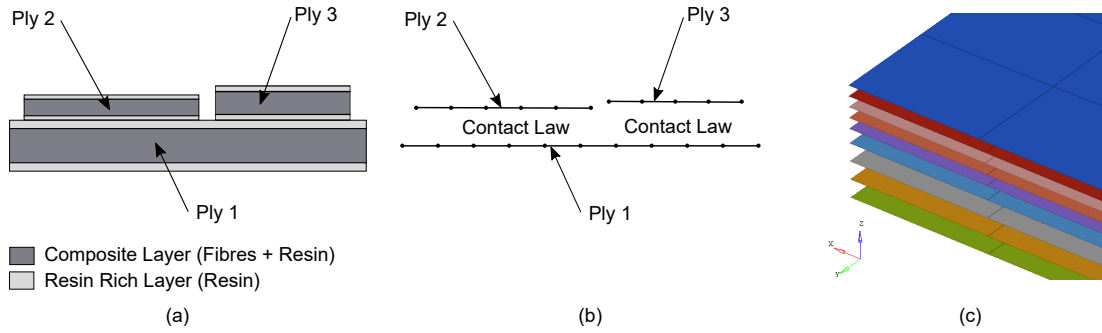 Ply 2
Ply 3
Ply 1
Composite Layer (Fibres + Resin)
Resin Rich Layer (Resin)
(a)
Ply 2
Ply 3
Contact Law
Contact Law
Ply 1
(b)
Z
X
Y
(c)